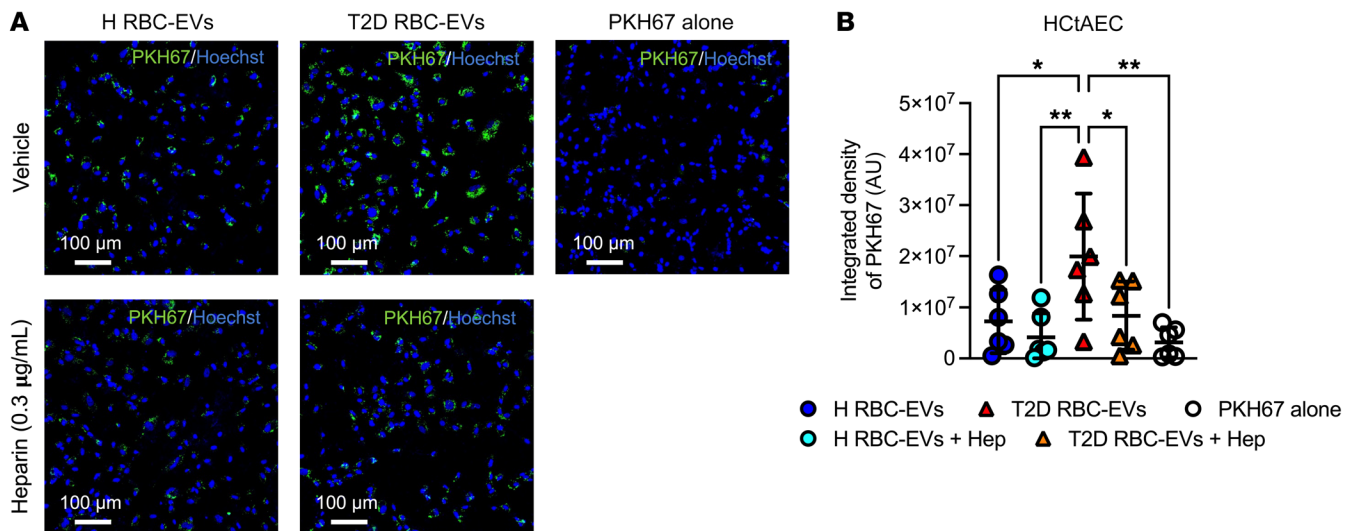 A
H RBC-EVs
T2D RBC-EVs
PKH67 alone
Vehicle
PKH67/Hoechst
100 µm
PKH67/Hoechst
100 µm
PKH67/Hoechst
100 µm
Heparin (0.3 µg/mL)
PKH67/Hoechst
100 µm
PKH67/Hoechst
100 µm
B
HCtAEC
Integrated density
of PKH67 (AU)
5×10⁷
4×10⁷
3×10⁷
2×10⁷
1×10⁷
0
*
**
**
*
H RBC-EVs
T2D RBC-EVs
PKH67 alone
H RBC-EVs + Hep
T2D RBC-EVs + Hep